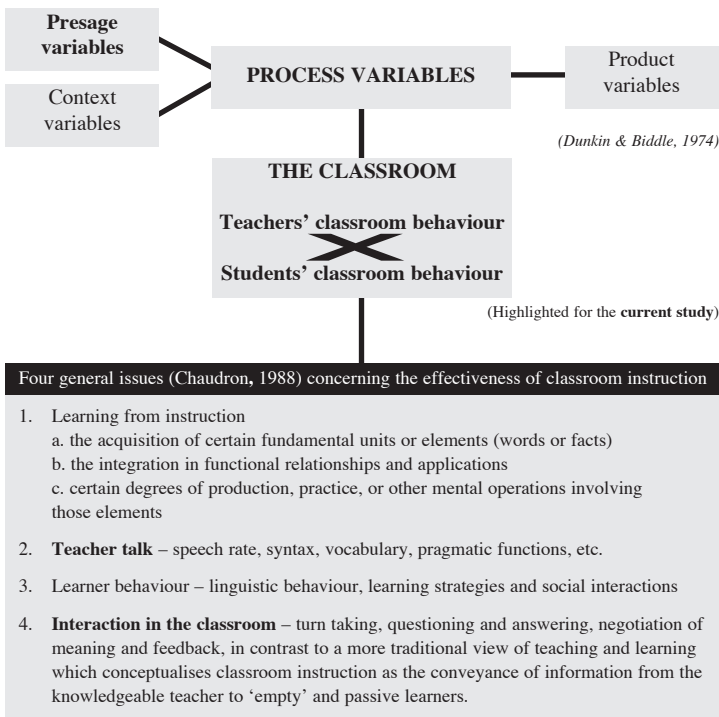 Presage
variables
Context
variables
PROCESS VARIABLES
Product
variables
(Dunkin & Biddle, 1974)
THE CLASSROOM
Teachers’ classroom behaviour
Students’ classroom behaviour
(Highlighted for the current study)
Four general issues (Chaudron, 1988) concerning the effectiveness of classroom instruction
1. Learning from instruction
a. the acquisition of certain fundamental units or elements (words or facts)
b. the integration in functional relationships and applications
c. certain degrees of production, practice, or other mental operations involving
those elements
2. Teacher talk – speech rate, syntax, vocabulary, pragmatic functions, etc.
3. Learner behaviour – linguistic behaviour, learning strategies and social interactions
4. Interaction in the classroom – turn taking, questioning and answering, negotiation of
meaning and feedback, in contrast to a more traditional view of teaching and learning
which conceptualises classroom instruction as the conveyance of information from the
knowledgeable teacher to ‘empty’ and passive learners.